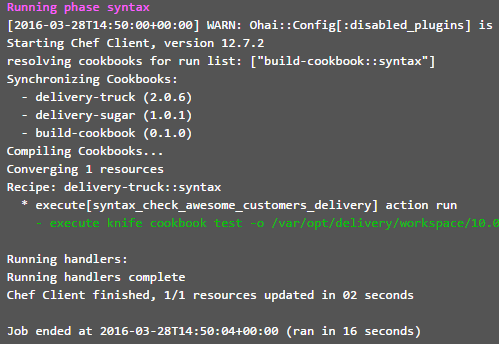 Running phase syntax
[2016-03-28T14:50:00+00:00] WARN: Ohai::Config[:disabled_plugins] is
Starting Chef Client, version 12.7.2
resolving cookbooks for run list: ["build-cookbook::syntax"]
Synchronizing Cookbooks:
- delivery-truck (2.0.6)
- delivery-sugar (1.0.1)
- build-cookbook (0.1.0)
Compiling Cookbooks...
Converging 1 resources
Recipe: delivery-truck::syntax
* execute[syntax_check_awesome_customers_delivery] action run
- execute knife cookbook test -o /var/opt/delivery/workspace/10.0
Running handlers:
Running handlers complete
Chef Client finished, 1/1 resources updated in 02 seconds
Job ended at 2016-03-28T14:50:04+00:00 (ran in 16 seconds)